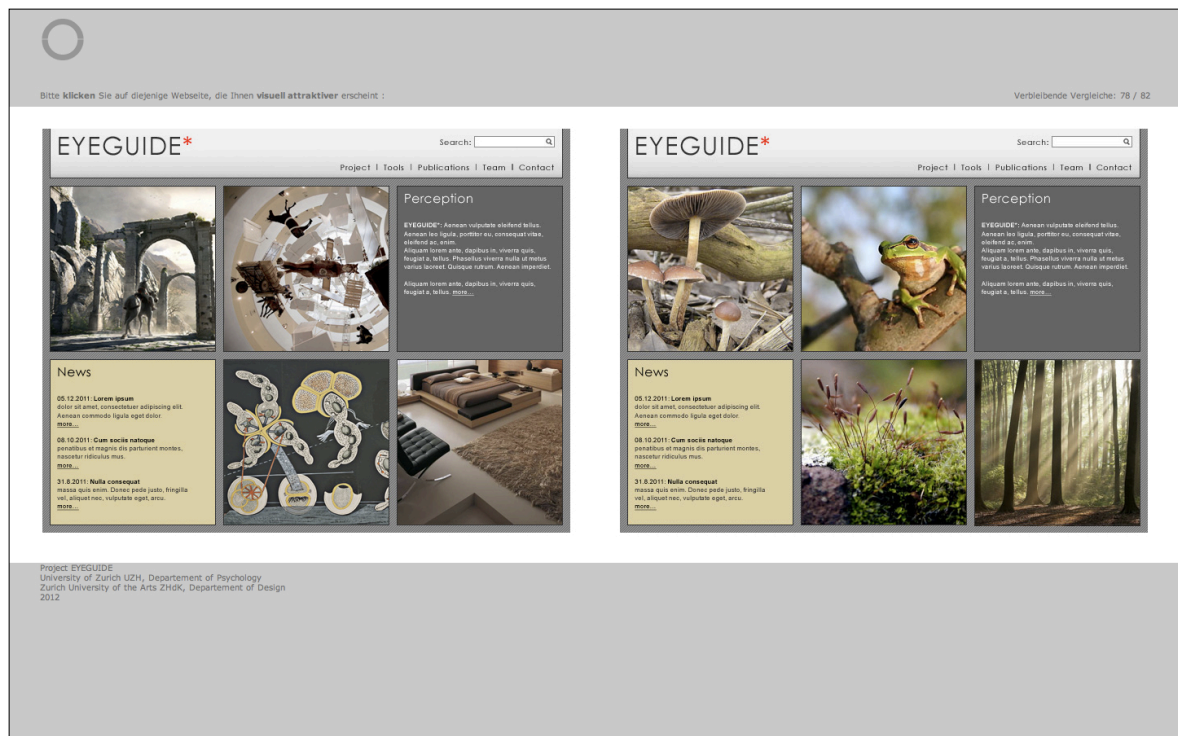 Bitte klicken Sie auf diejenige Webseite, die Ihnen visuell attraktiver erscheint :
Verbleibende Vergleiche: 78 / 82
EYEGUIDE*
Search:
Project | Tools | Publications | Team | Contact
Perception
EYEGUIDE*: Aenean vulputate eleifend tellus.
Aenean leo ligula, porttitor eu, consequat vitae,
eleifend ac, enim.
Aliquam lorem ante, dapibus in, viverra quis,
feugiat a, tellus. Phasellus viverra nulla ut metus
varius laoreet. Quisque rutrum. Aenean imperdiet.
Aliquam lorem ante, dapibus in, viverra quis,
feugiat a, tellus. more...
News
05.12.2011: Lorem ipsum
dolor sit amet, consectetuer adipiscing elit.
Aenean commodo ligula eget dolor.
more...
08.10.2011: Cum sociis natoque
penatibus et magnis dis parturient montes,
nascetur ridiculus mus.
more...
31.8.2011: Nulla consequat
massa quis enim. Donec pede justo, fringilla
vel, aliquet nec, vulputate eget, arcu.
more...
EYEGUIDE*
Search:
Project | Tools | Publications | Team | Contact
Perception
EYEGUIDE*: Aenean vulputate eleifend tellus.
Aenean leo ligula, porttitor eu, consequat vitae,
eleifend ac, enim.
Aliquam lorem ante, dapibus in, viverra quis,
feugiat a, tellus. Phasellus viverra nulla ut metus
varius laoreet. Quisque rutrum. Aenean imperdiet.
Aliquam lorem ante, dapibus in, viverra quis,
feugiat a, tellus. more...
News
05.12.2011: Lorem ipsum
dolor sit amet, consectetuer adipiscing elit.
Aenean commodo ligula eget dolor.
more...
08.10.2011: Cum sociis natoque
penatibus et magnis dis parturient montes,
nascetur ridiculus mus.
more...
31.8.2011: Nulla consequat
massa quis enim. Donec pede justo, fringilla
vel, aliquet nec, vulputate eget, arcu.
more...
Project EYEGUIDE
University of Zurich UZH, Departement of Psychology
Zurich University of the Arts ZHdK, Departement of Design
2012